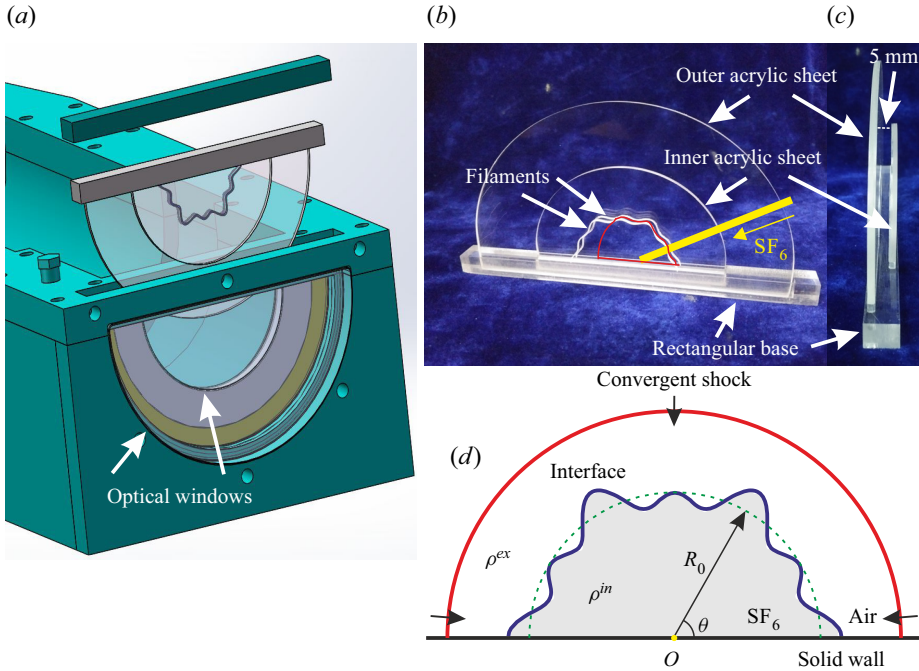 (a)
(b)
(c)
5 mm
Outer acrylic sheet
Inner acrylic sheet
Filaments
SF6
Rectangular base
Optical windows
Convergent shock
(d)
Interface
R0
ρex
ρin
SF6
Air
θ
O
Solid wall